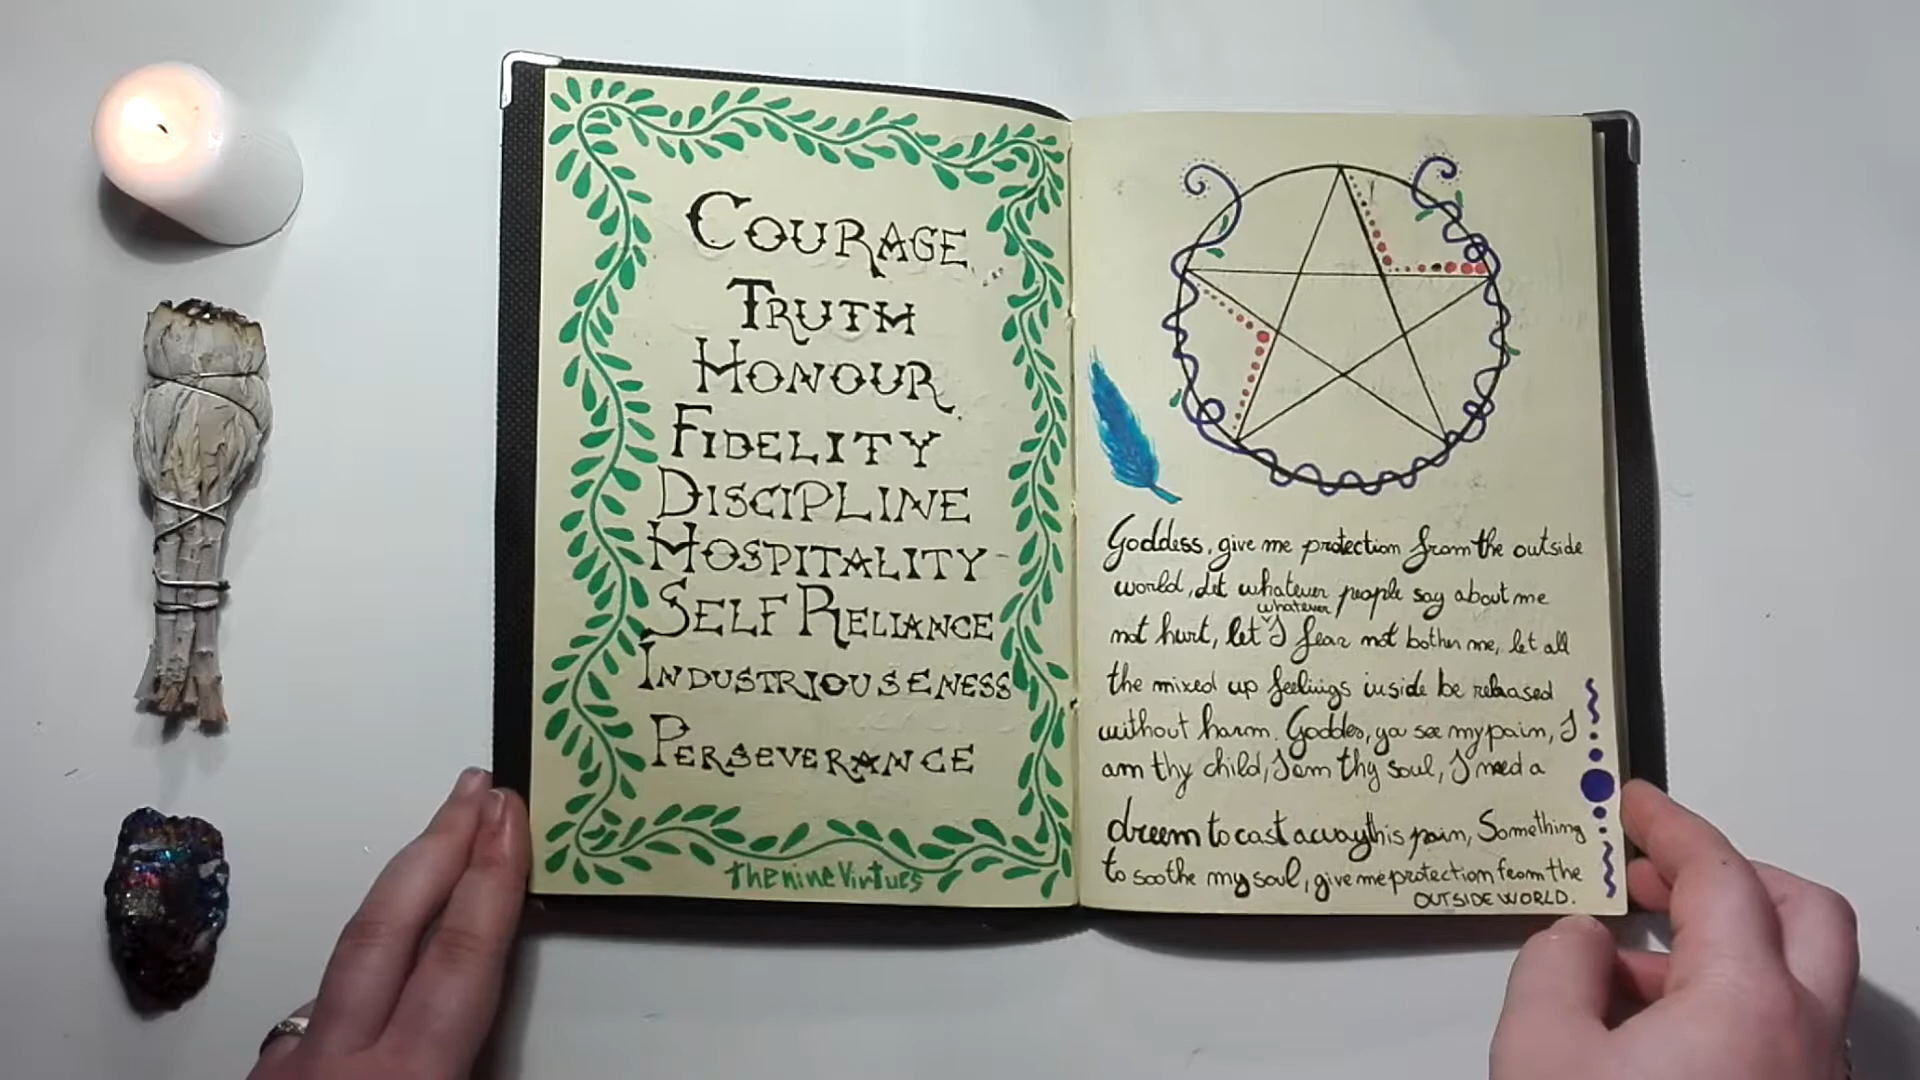 COURAGE
TRUTH
HONOUR
FIDELITY
DISCIPLINE
HOSPITALITY
SELF RELIANCE
INDUSTRIOUSENESS
PERSEVERANCE
the nine Virtues
Goddess, give me protection from the outside
world, let whatever people say about me
whatever
not hurt, let I fear not bother me, let all
the mixed up feelings inside be released
without harm. Goddes, you see my pain, I
am thy child, I am thy soul, I need a
dreem to cast away this pain, Something
to soothe my soul, give me protection from the
OUTSIDE WORLD.